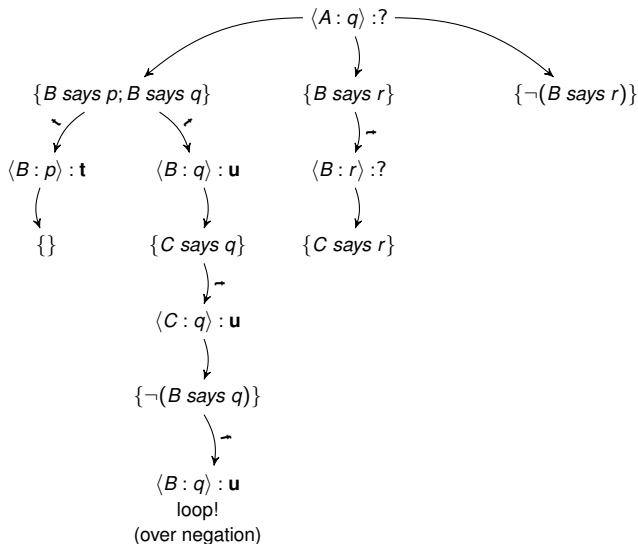 ⟨A : q⟩ :?
{B says p; B says q} {B says r} {¬(B says r)}
t t t
⟨B : p⟩ : t ⟨B : q⟩ : u ⟨B : r⟩ :?
{} {C says q} {C says r}
t
⟨C : q⟩ : u
{¬(B says q)}
t
⟨B : q⟩ : u
loop!
(over negation)